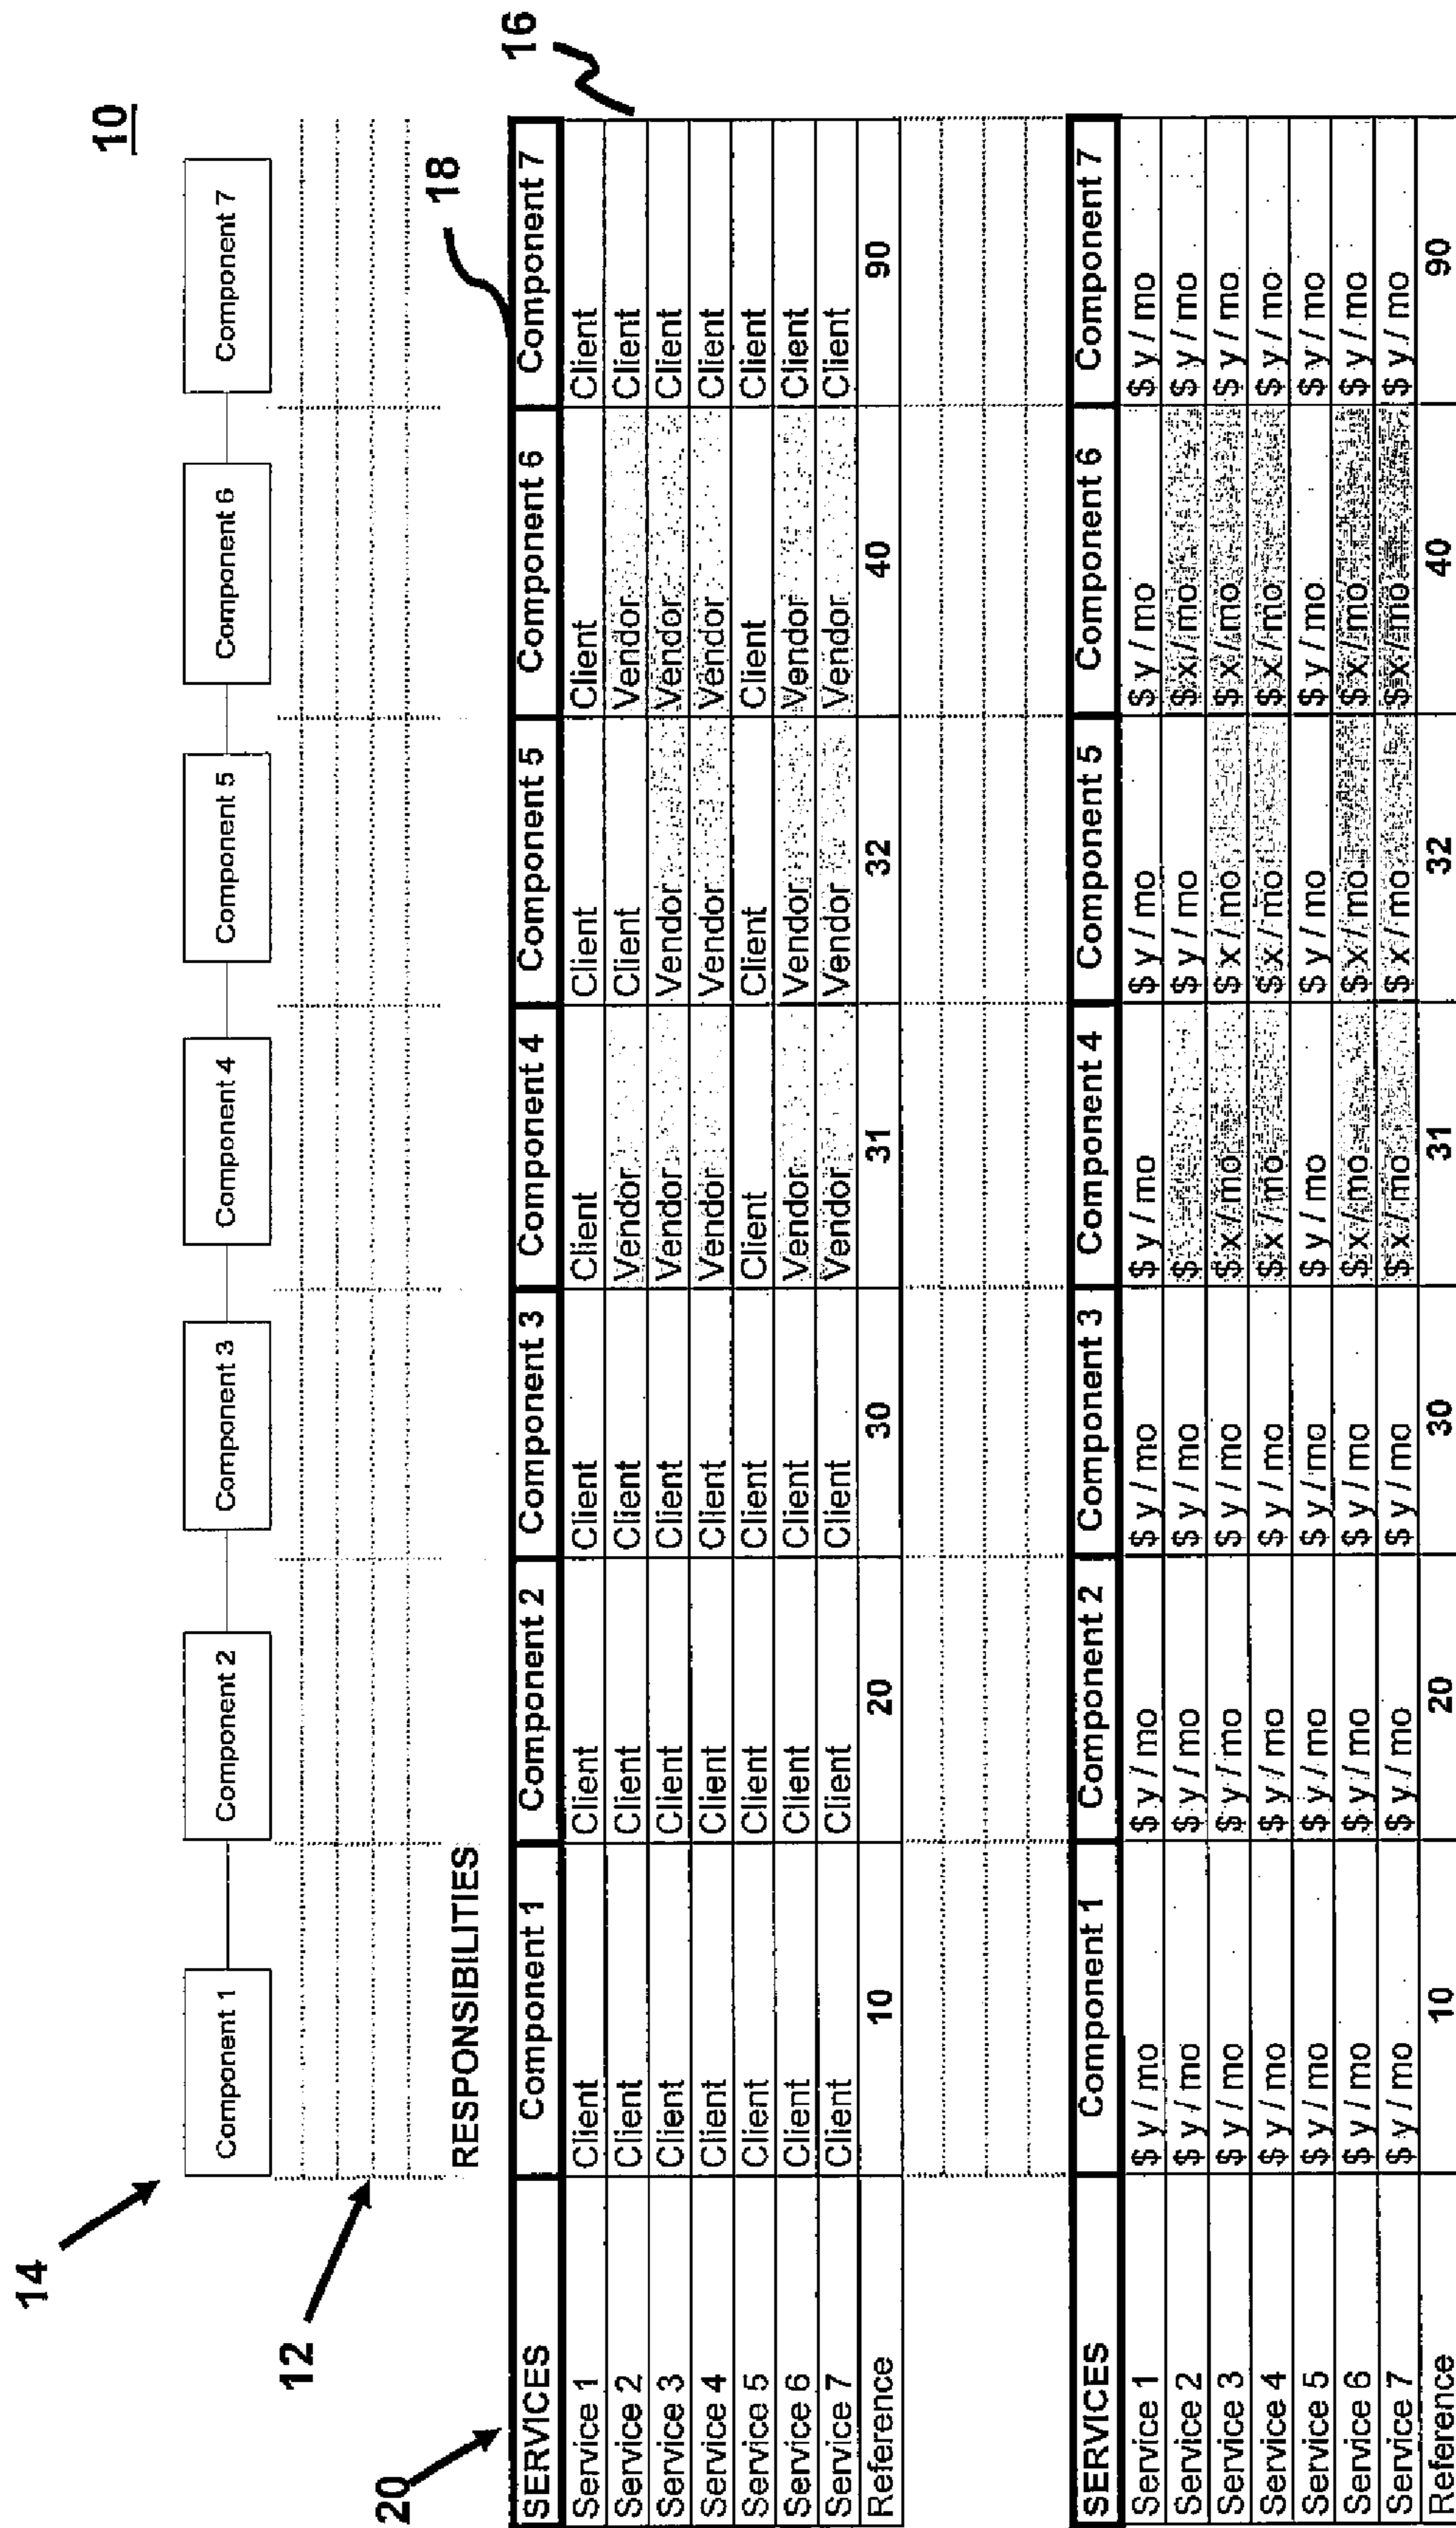 10
14
Component 1 Component 2 Component 3 Component 4 Component 5 Component 6 Component 7
12
RESPONSIBILITIES
18
16
20
SERVICES Component 1 Component 2 Component 3 Component 4 Component 5 Component 6 Component 7
Service 1 Client Client Client Client Client Client Client
Service 2 Client Client Client Vendor Client Vendor Client
Service 3 Client Client Client Vendor Vendor Vendor Client
Service 4 Client Client Client Vendor Vendor Vendor Client
Service 5 Client Client Client Client Client Client Client
Service 6 Client Client Client Vendor Vendor Vendor Client
Service 7 Client Client Client Vendor Vendor Vendor Client
Reference 10 20 30 31 32 40 90
SERVICES Component 1 Component 2 Component 3 Component 4 Component 5 Component 6 Component 7
Service 1 $ y / mo $ y / mo $ y / mo $ y / mo $ y / mo $ y / mo $ y / mo
Service 2 $ y / mo $ y / mo $ y / mo $ $ y / mo $ x / mo $ y / mo
Service 3 $ y / mo $ y / mo $ y / mo $ x / mo $ x / mo $ x / mo $ y / mo
Service 4 $ y / mo $ y / mo $ y / mo $ x / mo $ x / mo $ x / mo $ y / mo
Service 5 $ y / mo $ y / mo $ y / mo $ y / mo $ y / mo $ y / mo $ y / mo
Service 6 $ y / mo $ y / mo $ y / mo $ x / mo $ x / mo $ x / mo $ y / mo
Service 7 $ y / mo $ y / mo $ y / mo $ x / mo $ x / mo $ x / mo $ y / mo
Reference 10 20 30 31 32 40 90